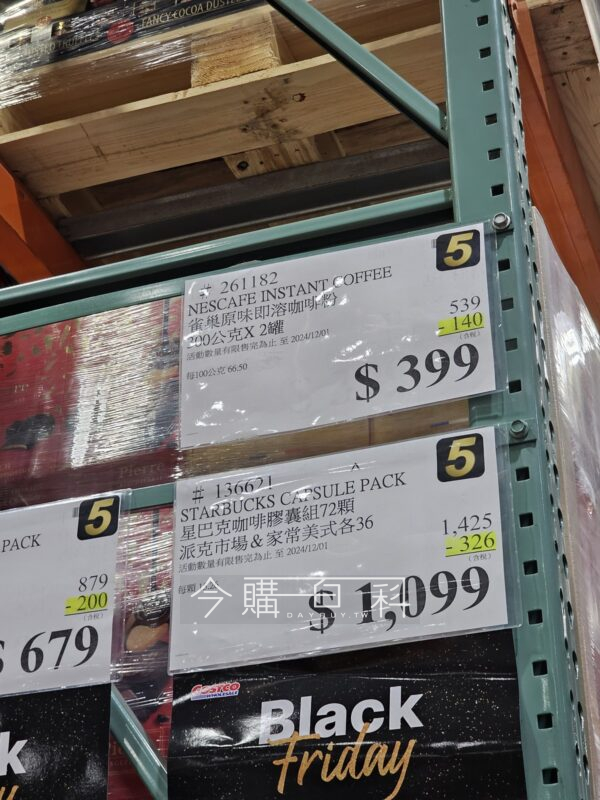 FANCY COCOA DUSTED
5
# 261182
NESCAFE INSTANT COFFEE
雀巢原味即溶咖啡粉
200公克X 2罐
活動數量有限售完為止 至 2024/12/01
每100公克 66.50
539
- 140
(含稅)
$ 399
5
# 136621
STARBUCKS CAPSULE PACK
星巴克咖啡膠囊組72顆
派克市場＆家常美式各36
活動數量有限售完為止 至 2024/12/01
每顆
1,425
- 326
(含稅)
$ 1,099
5
PACK
879
- 200
(含稅)
$ 679
今購百科
DAYBUY.TW
COSTCO
WHOLESALE
Black
Friday
k